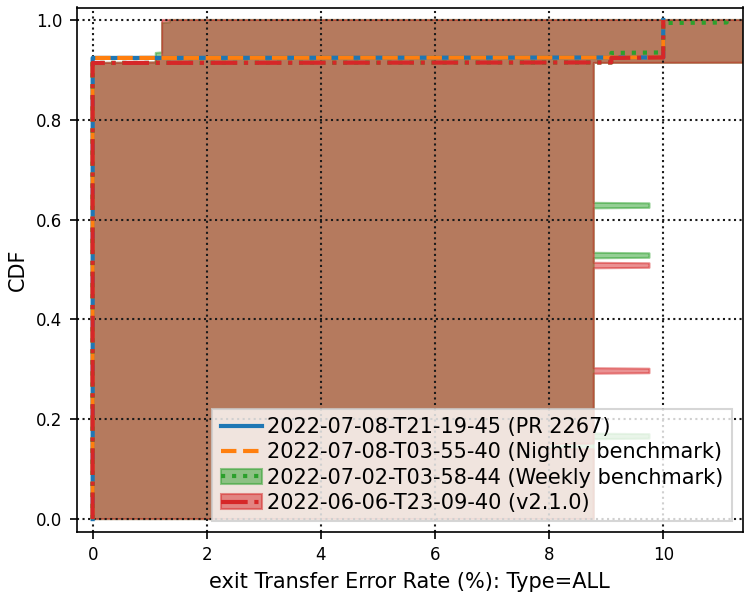 1.0
0.8
0.6
0.4
0.2
0.0
CDF
2022-07-08-T21-19-45 (PR 2267)
2022-07-08-T03-55-40 (Nightly benchmark)
2022-07-02-T03-58-44 (Weekly benchmark)
2022-06-06-T23-09-40 (v2.1.0)
0 2 4 6 8 10
exit Transfer Error Rate (%): Type=ALL